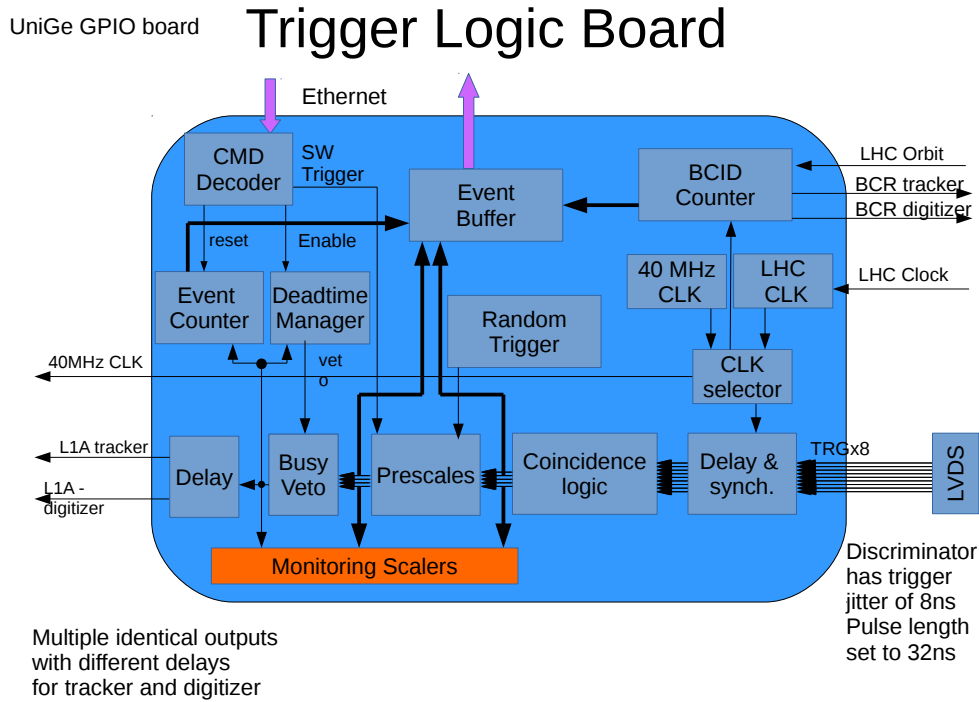 UniGe GPIO board
Trigger Logic Board
Ethernet
CMD
Decoder
SW
Trigger
Event
Buffer
BCID
Counter
LHC Orbit
BCR tracker
BCR digitizer
reset
Enable
Event
Counter
Deadtime
Manager
Random
Trigger
40 MHz
CLK
LHC
CLK
LHC Clock
40MHz CLK
vet
o
CLK
selector
L1A tracker
L1A -
digitizer
Delay
Busy
Veto
Prescales
Coincidence
logic
Delay &
synch.
TRGx8
LVDS
Monitoring Scalers
Discriminator
has trigger
jitter of 8ns
Pulse length
set to 32ns
Multiple identical outputs
with different delays
for tracker and digitizer